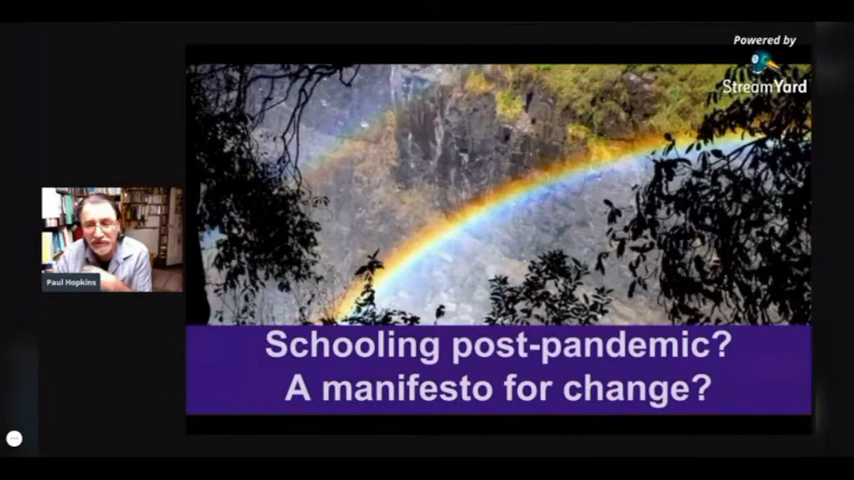 Powered by
StreamYard
Paul Hopkins
Schooling post-pandemic?
A manifesto for change?